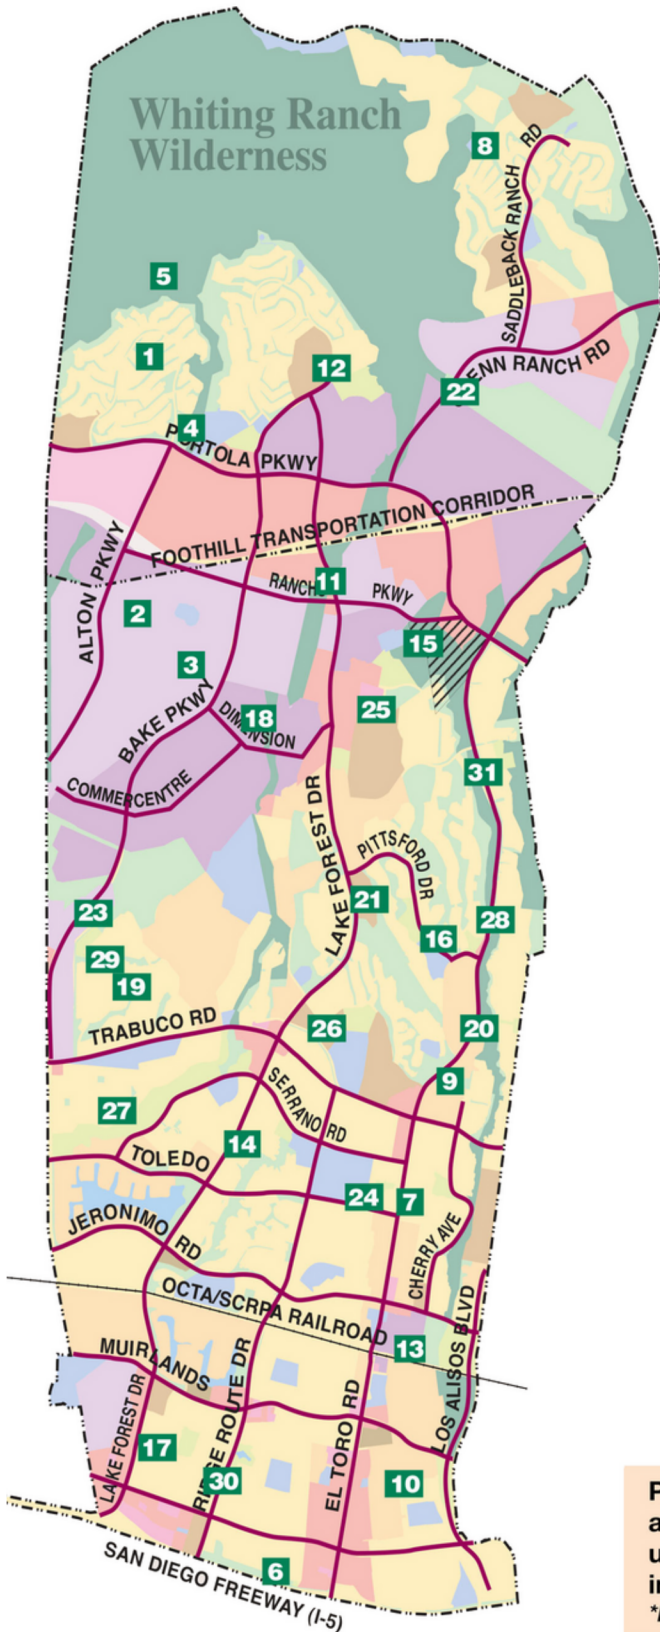 Whiting Ranch
Wilderness
8
SADDLEBACK RANCH RD
5
1
12
22
GLENN RANCH RD
4
PORTOLA PKWY
FOOTHILL TRANSPORTATION CORRIDOR
ALTON PKWY
11
RANCHO PKWY
2
15
3
BAKE PKWY
18
DIMENSION
25
COMMERCENTRE
31
LAKE FOREST DR
PITTSFORD DR
21
23
28
16
29
19
TRABUCO RD
26
20
9
SERRANO RD
27
14
TOLEDO
24
7
JERONIMO RD
CHERRY AVE
OCTA/SCRPA RAILROAD
13
LOS ALISOS BLVD
MUIRLANDS
LAKE FOREST DR
RIDGE ROUTE DR
EL TORO RD
17
30
10
6
SAN DIEGO FREEWAY (I-5)